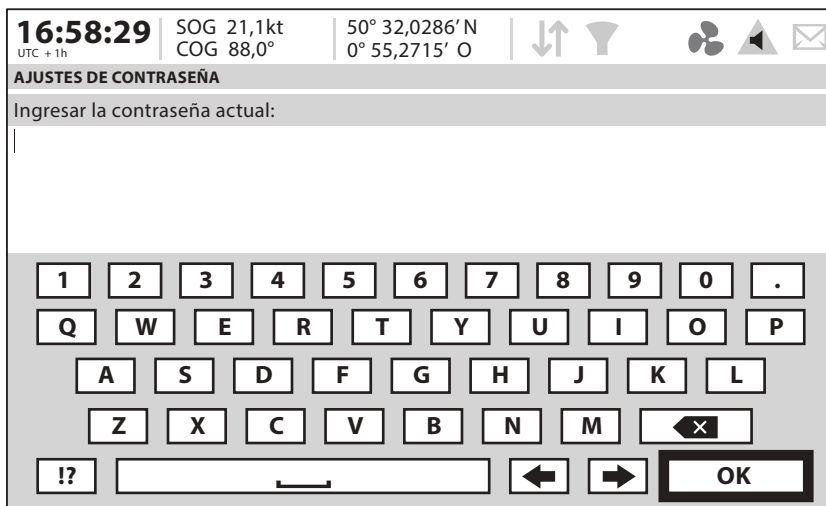 16:58:29 SOG 21,1kt 50° 32,0286’ N
UTC + 1h COG 88,0° 0° 55,2715’ O
AJUSTES DE CONTRASEÑA
Ingresar la contraseña actual:
1 2 3 4 5 6 7 8 9 0 .
Q W E R T Y U I O P
A S D F G H J K L
Z X C V B N M
!? OK